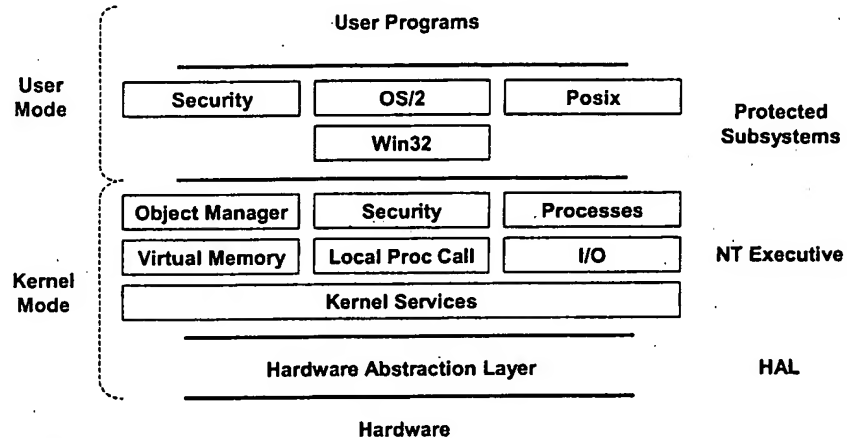 User Programs
User
Mode
Security
OS/2
Posix
Win32
Protected
Subsystems
Object Manager
Security
Processes
Virtual Memory
Local Proc Call
I/O
NT Executive
Kernel
Mode
Kernel Services
Hardware Abstraction Layer
HAL
Hardware